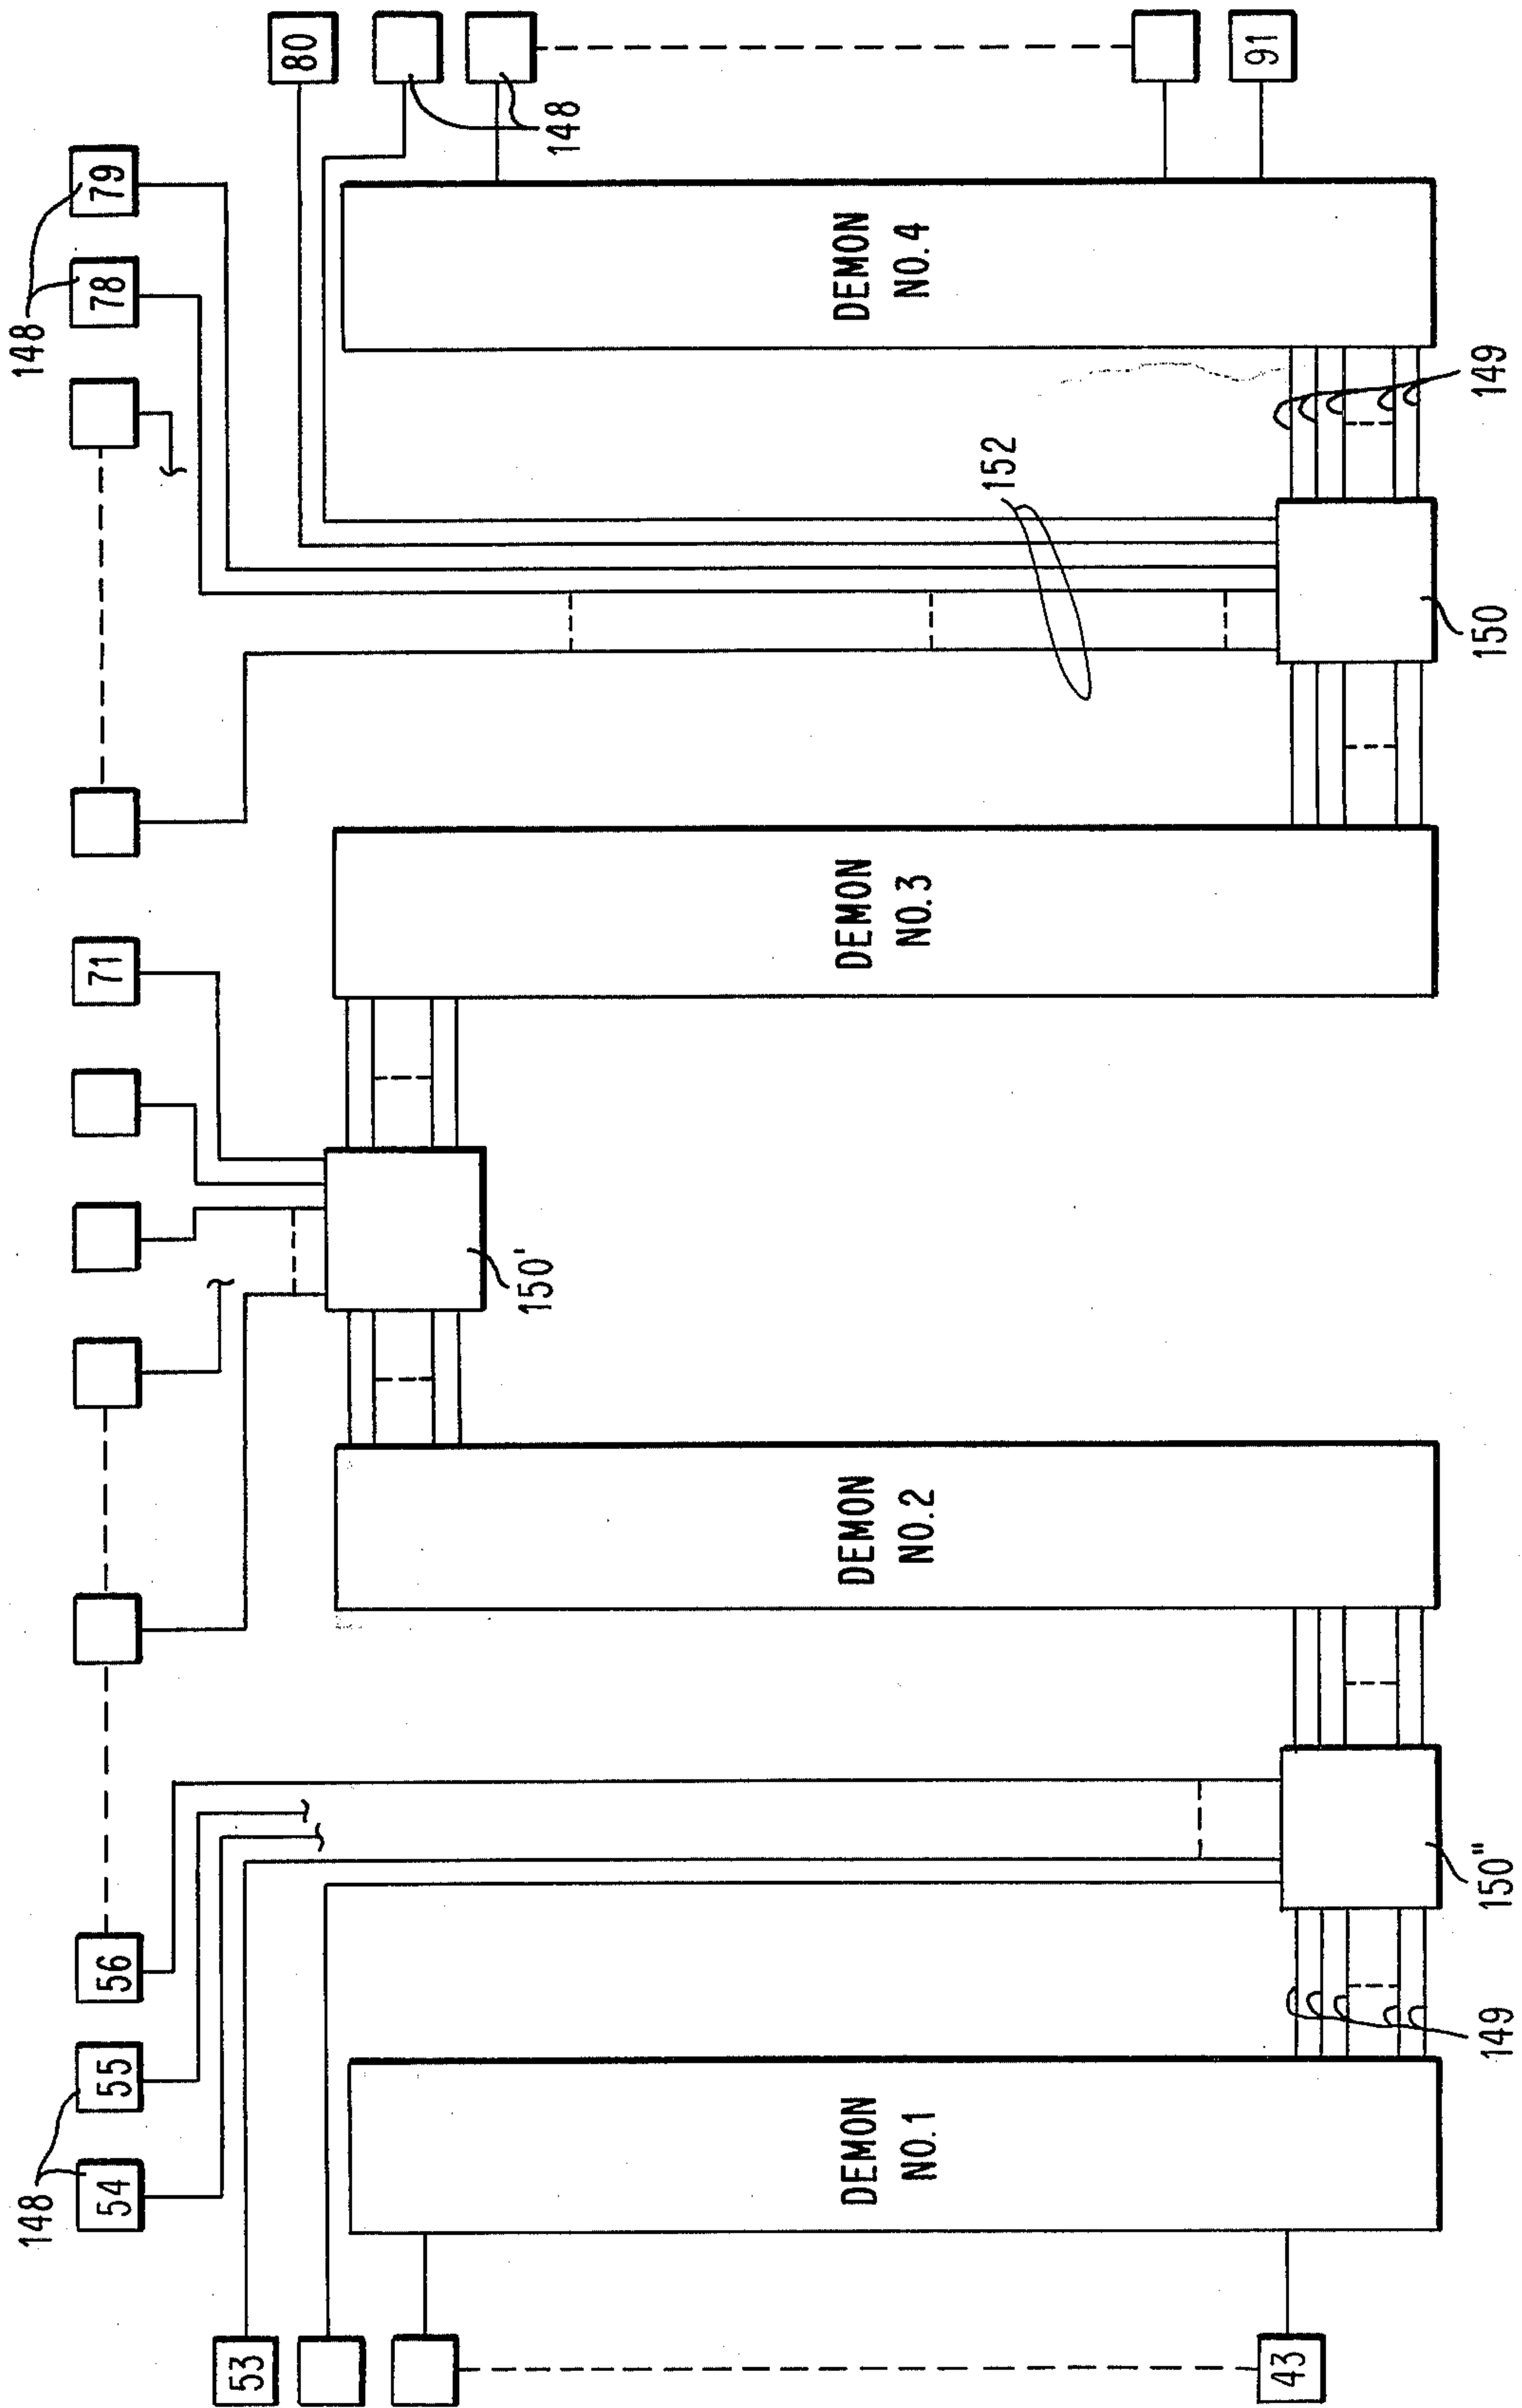 148
148
54 55 56 71 78 79
53
80
150'
148
DEMON
NO.1
DEMON
NO.2
DEMON
NO.3
DEMON
NO.4
152
43
91
149 150" 150 149